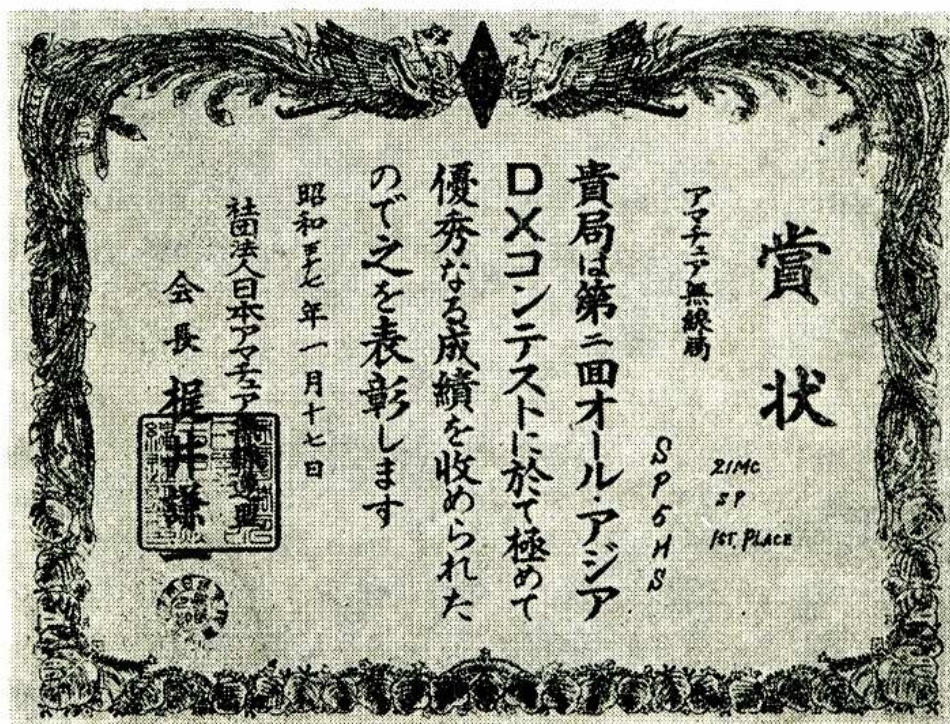 賞状
21MC
SP
1ST. PLACE
アマチュア無線局
SP5HS
貴局は第二回オール・アジア
DXコンテストに於て極めて
優秀なる成績を収められた
ので之を表彰します
昭和三十七年一月十七日
社団法人日本アマチュア無線連盟
会長 梶井謙一